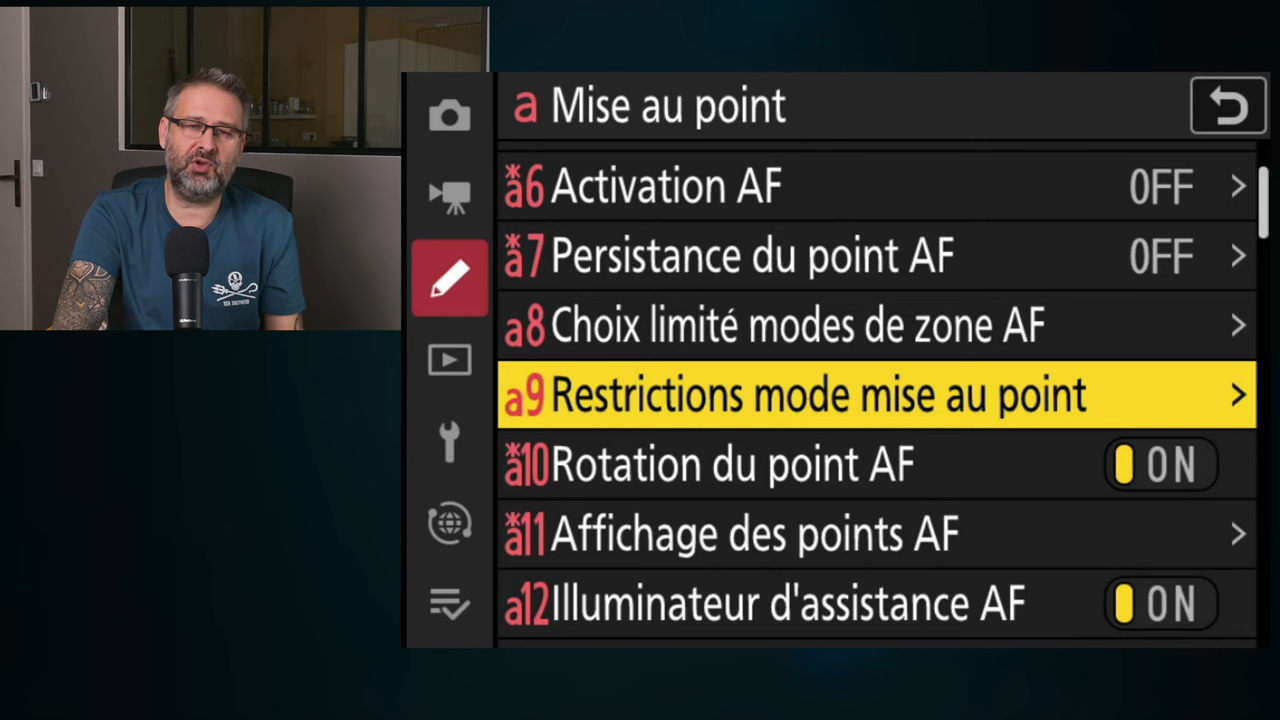 a Mise au point
*a6 Activation AF OFF >
*a7 Persistance du point AF OFF >
a8 Choix limité modes de zone AF >
a9 Restrictions mode mise au point >
*a10 Rotation du point AF ON
*a11 Affichage des points AF >
a12 Illuminateur d'assistance AF ON
SEA SHEPHERD